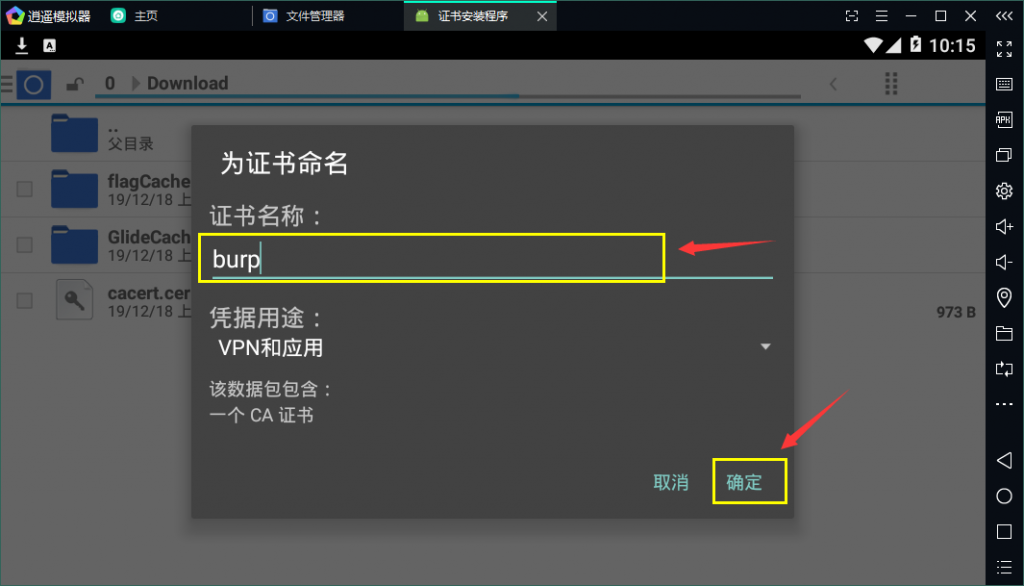 逍遥模拟器 主页 文件管理器 证书安装程序
A 10:15
0 Download
..
父目录
flagCache
19/12/18 上
GlideCach
19/12/18 上
cacert.cer
19/12/18 上
973 B
为证书命名
证书名称：
burp
凭据用途：
VPN和应用
该数据包包含：
一个 CA 证书
取消 确定
APK